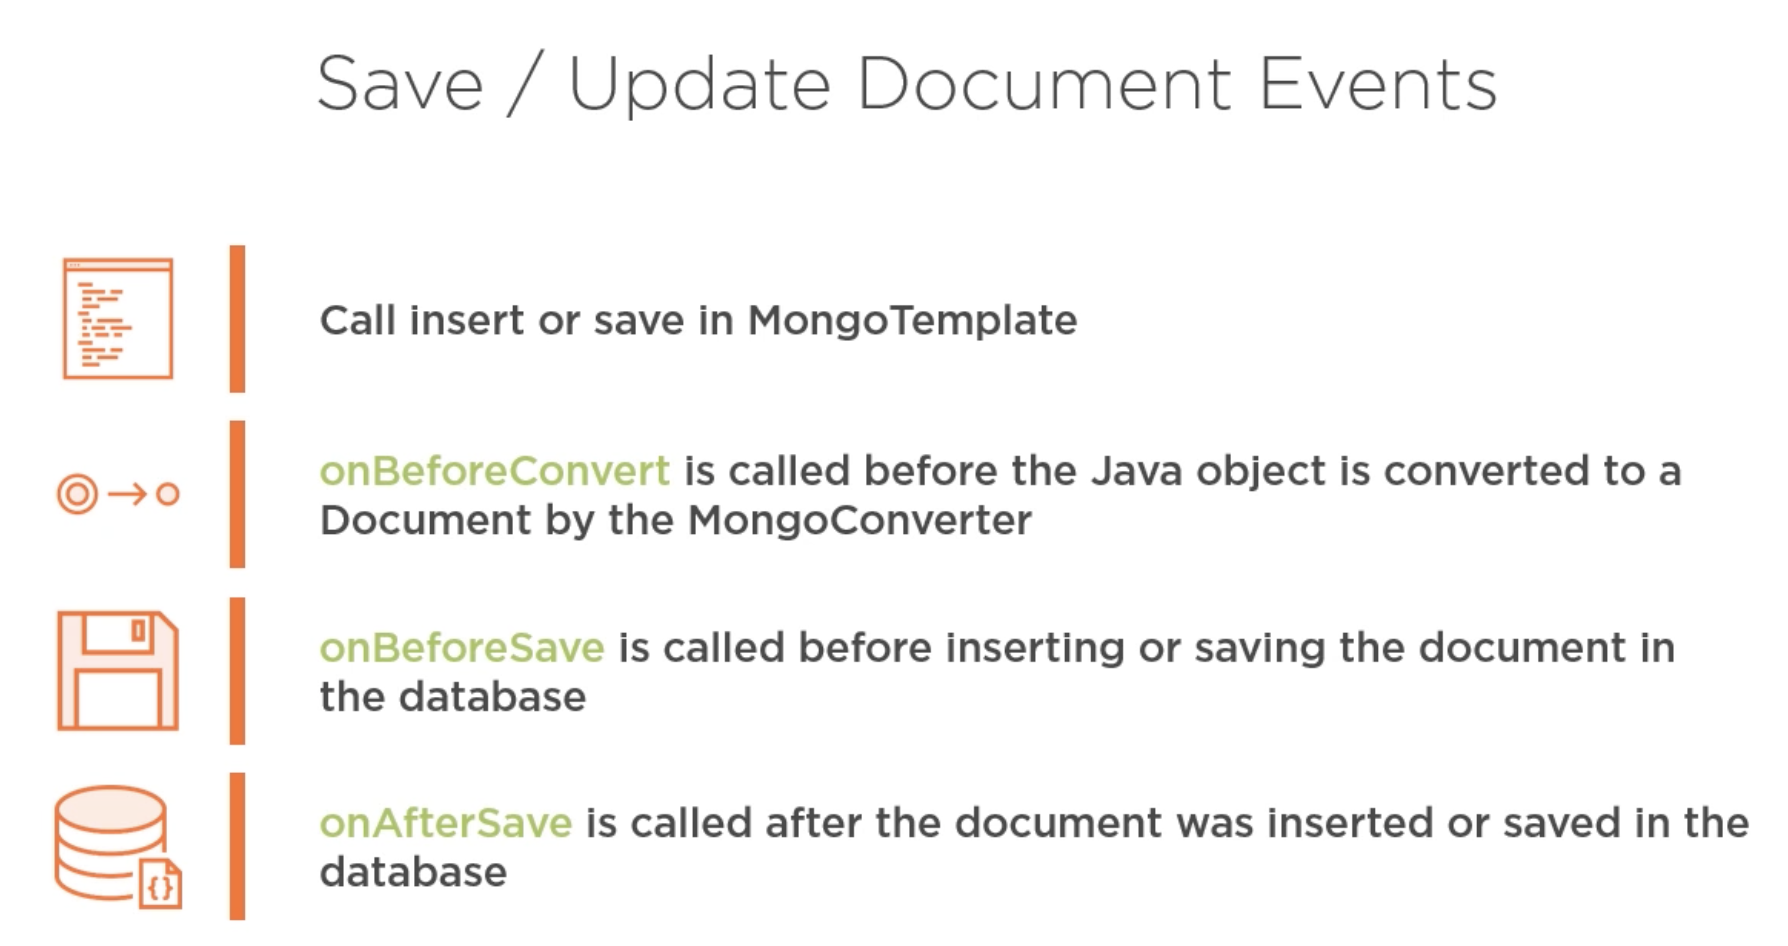 Save / Update Document Events
Call insert or save in MongoTemplate
onBeforeConvert is called before the Java object is converted to a
Document by the MongoConverter
onBeforeSave is called before inserting or saving the document in
the database
onAfterSave is called after the document was inserted or saved in the
database
{}